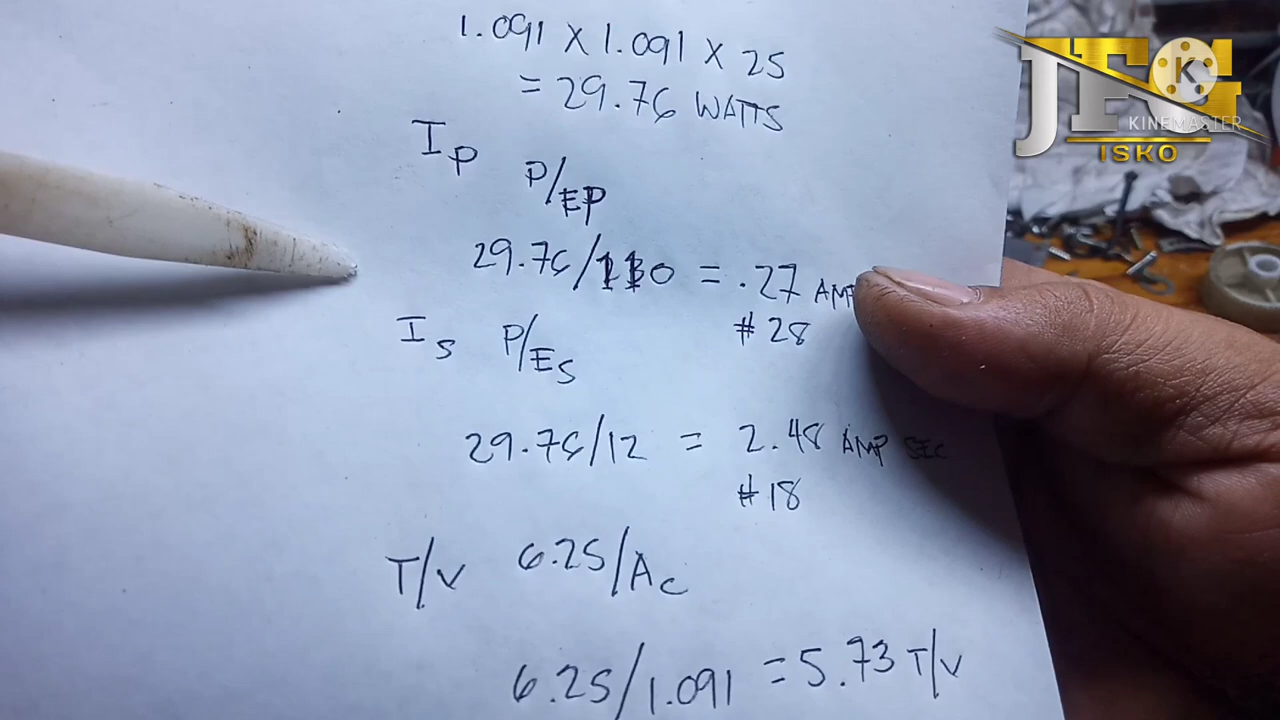 1.091 X 1.091 X 25
= 29.76 WATTS
IP P/EP
29.76/110 = .27 AMP
#28
IS P/ES
29.76/12 = 2.48 AMP SEC
#18
T/V 6.25/AC
6.25/1.091 = 5.73 T/V
JFG
K
KINEMASTER
ISKO